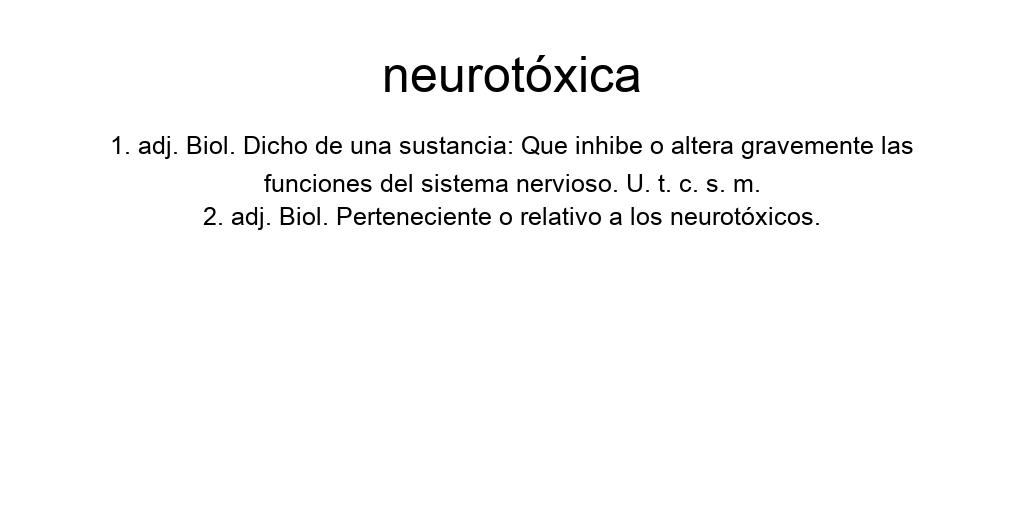 neurotóxica
1. adj. Biol. Dicho de una sustancia: Que inhibe o altera gravemente las
funciones del sistema nervioso. U. t. c. s. m.
2. adj. Biol. Perteneciente o relativo a los neurotóxicos.